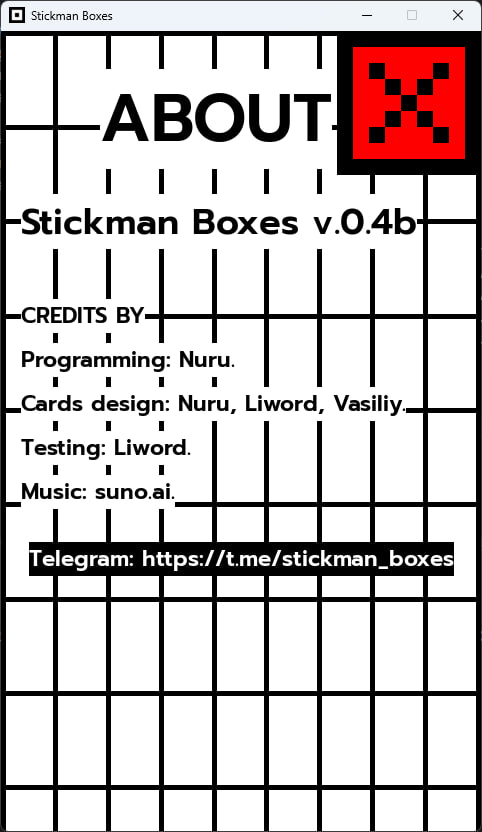 Stickman Boxes
ABOUT
Stickman Boxes v.0.4b
CREDITS BY
Programming: Nuru.
Cards design: Nuru, Liword, Vasiliy.
Testing: Liword.
Music: suno.ai.
Telegram: https://t.me/stickman_boxes